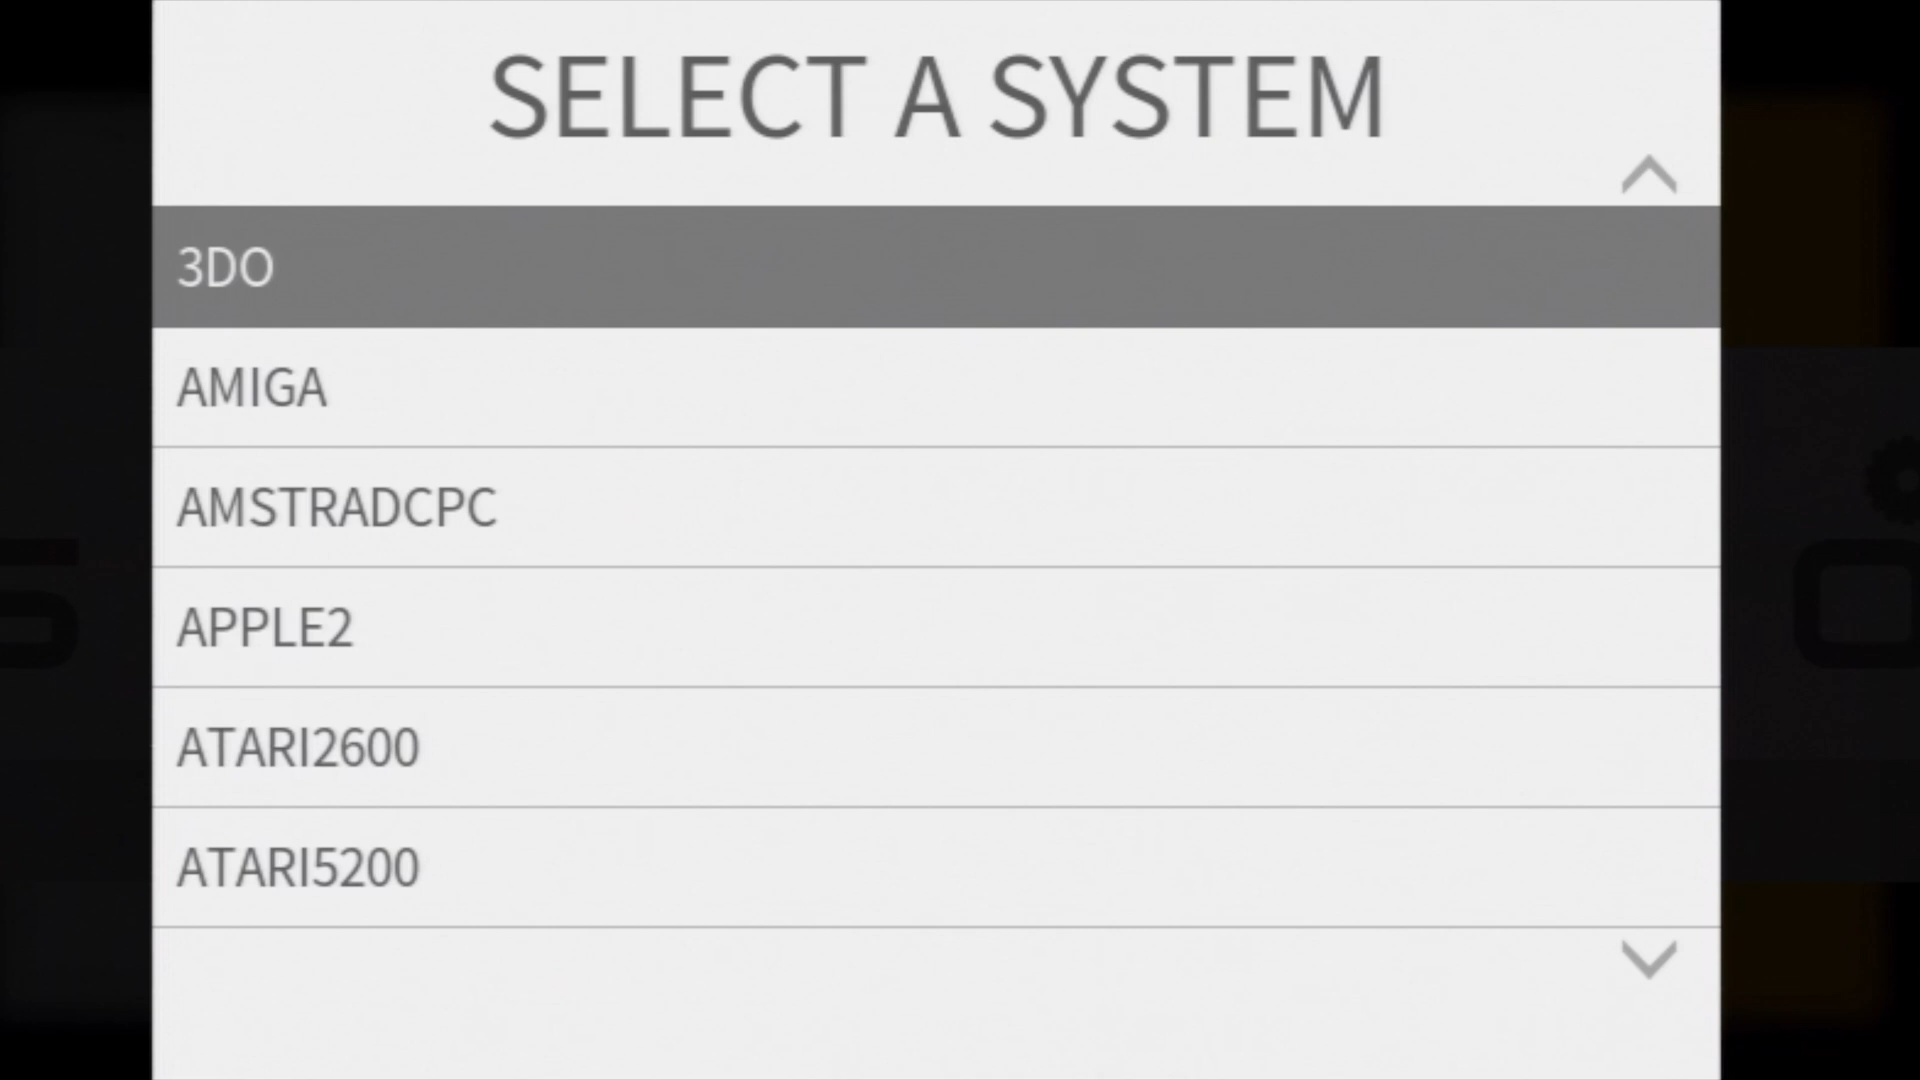 SELECT A SYSTEM
3DO
AMIGA
AMSTRADCPC
APPLE2
ATARI2600
ATARI5200